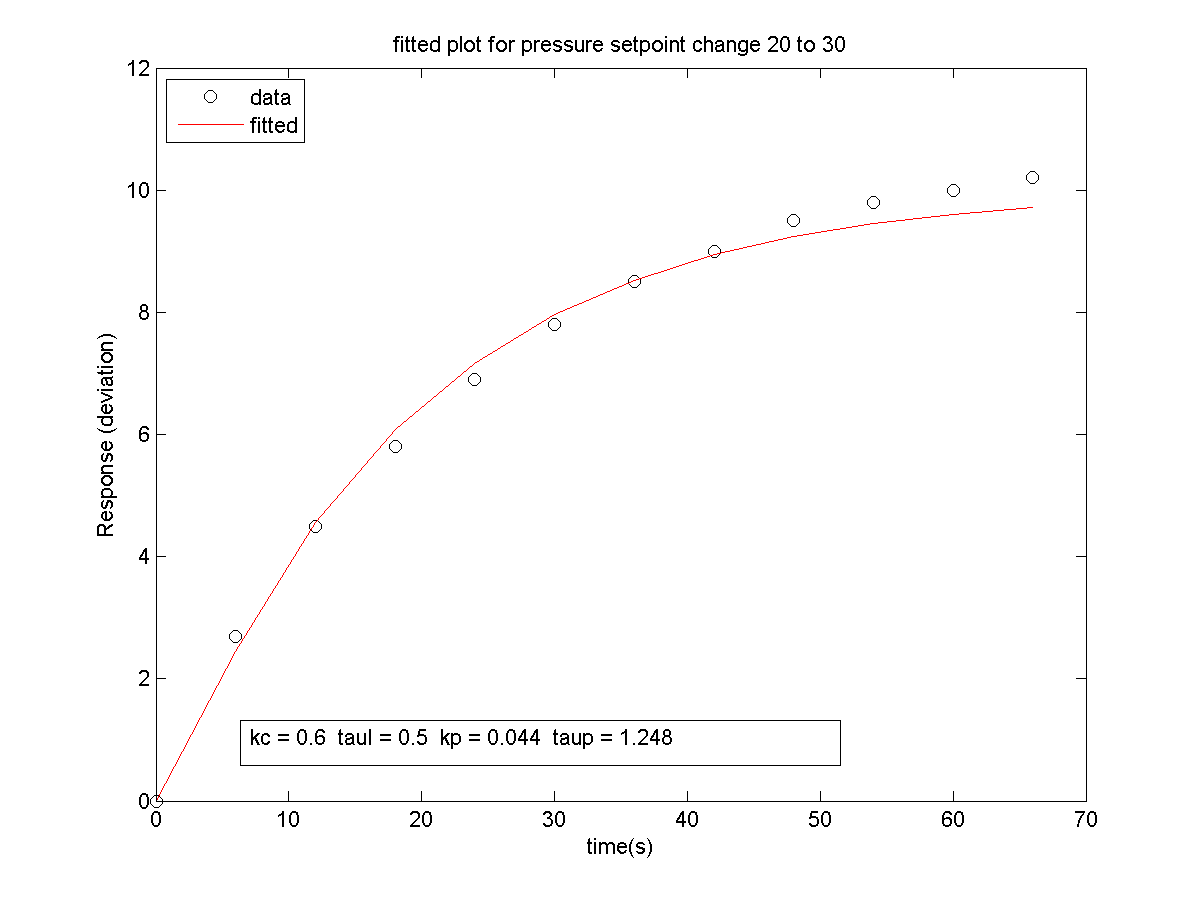 fitted plot for pressure setpoint change 20 to 30
12
10
8
6
4
2
0
data
fitted
Response (deviation)
kc = 0.6  tauI = 0.5  kp = 0.044  taup = 1.248
0 10 20 30 40 50 60 70
time(s)